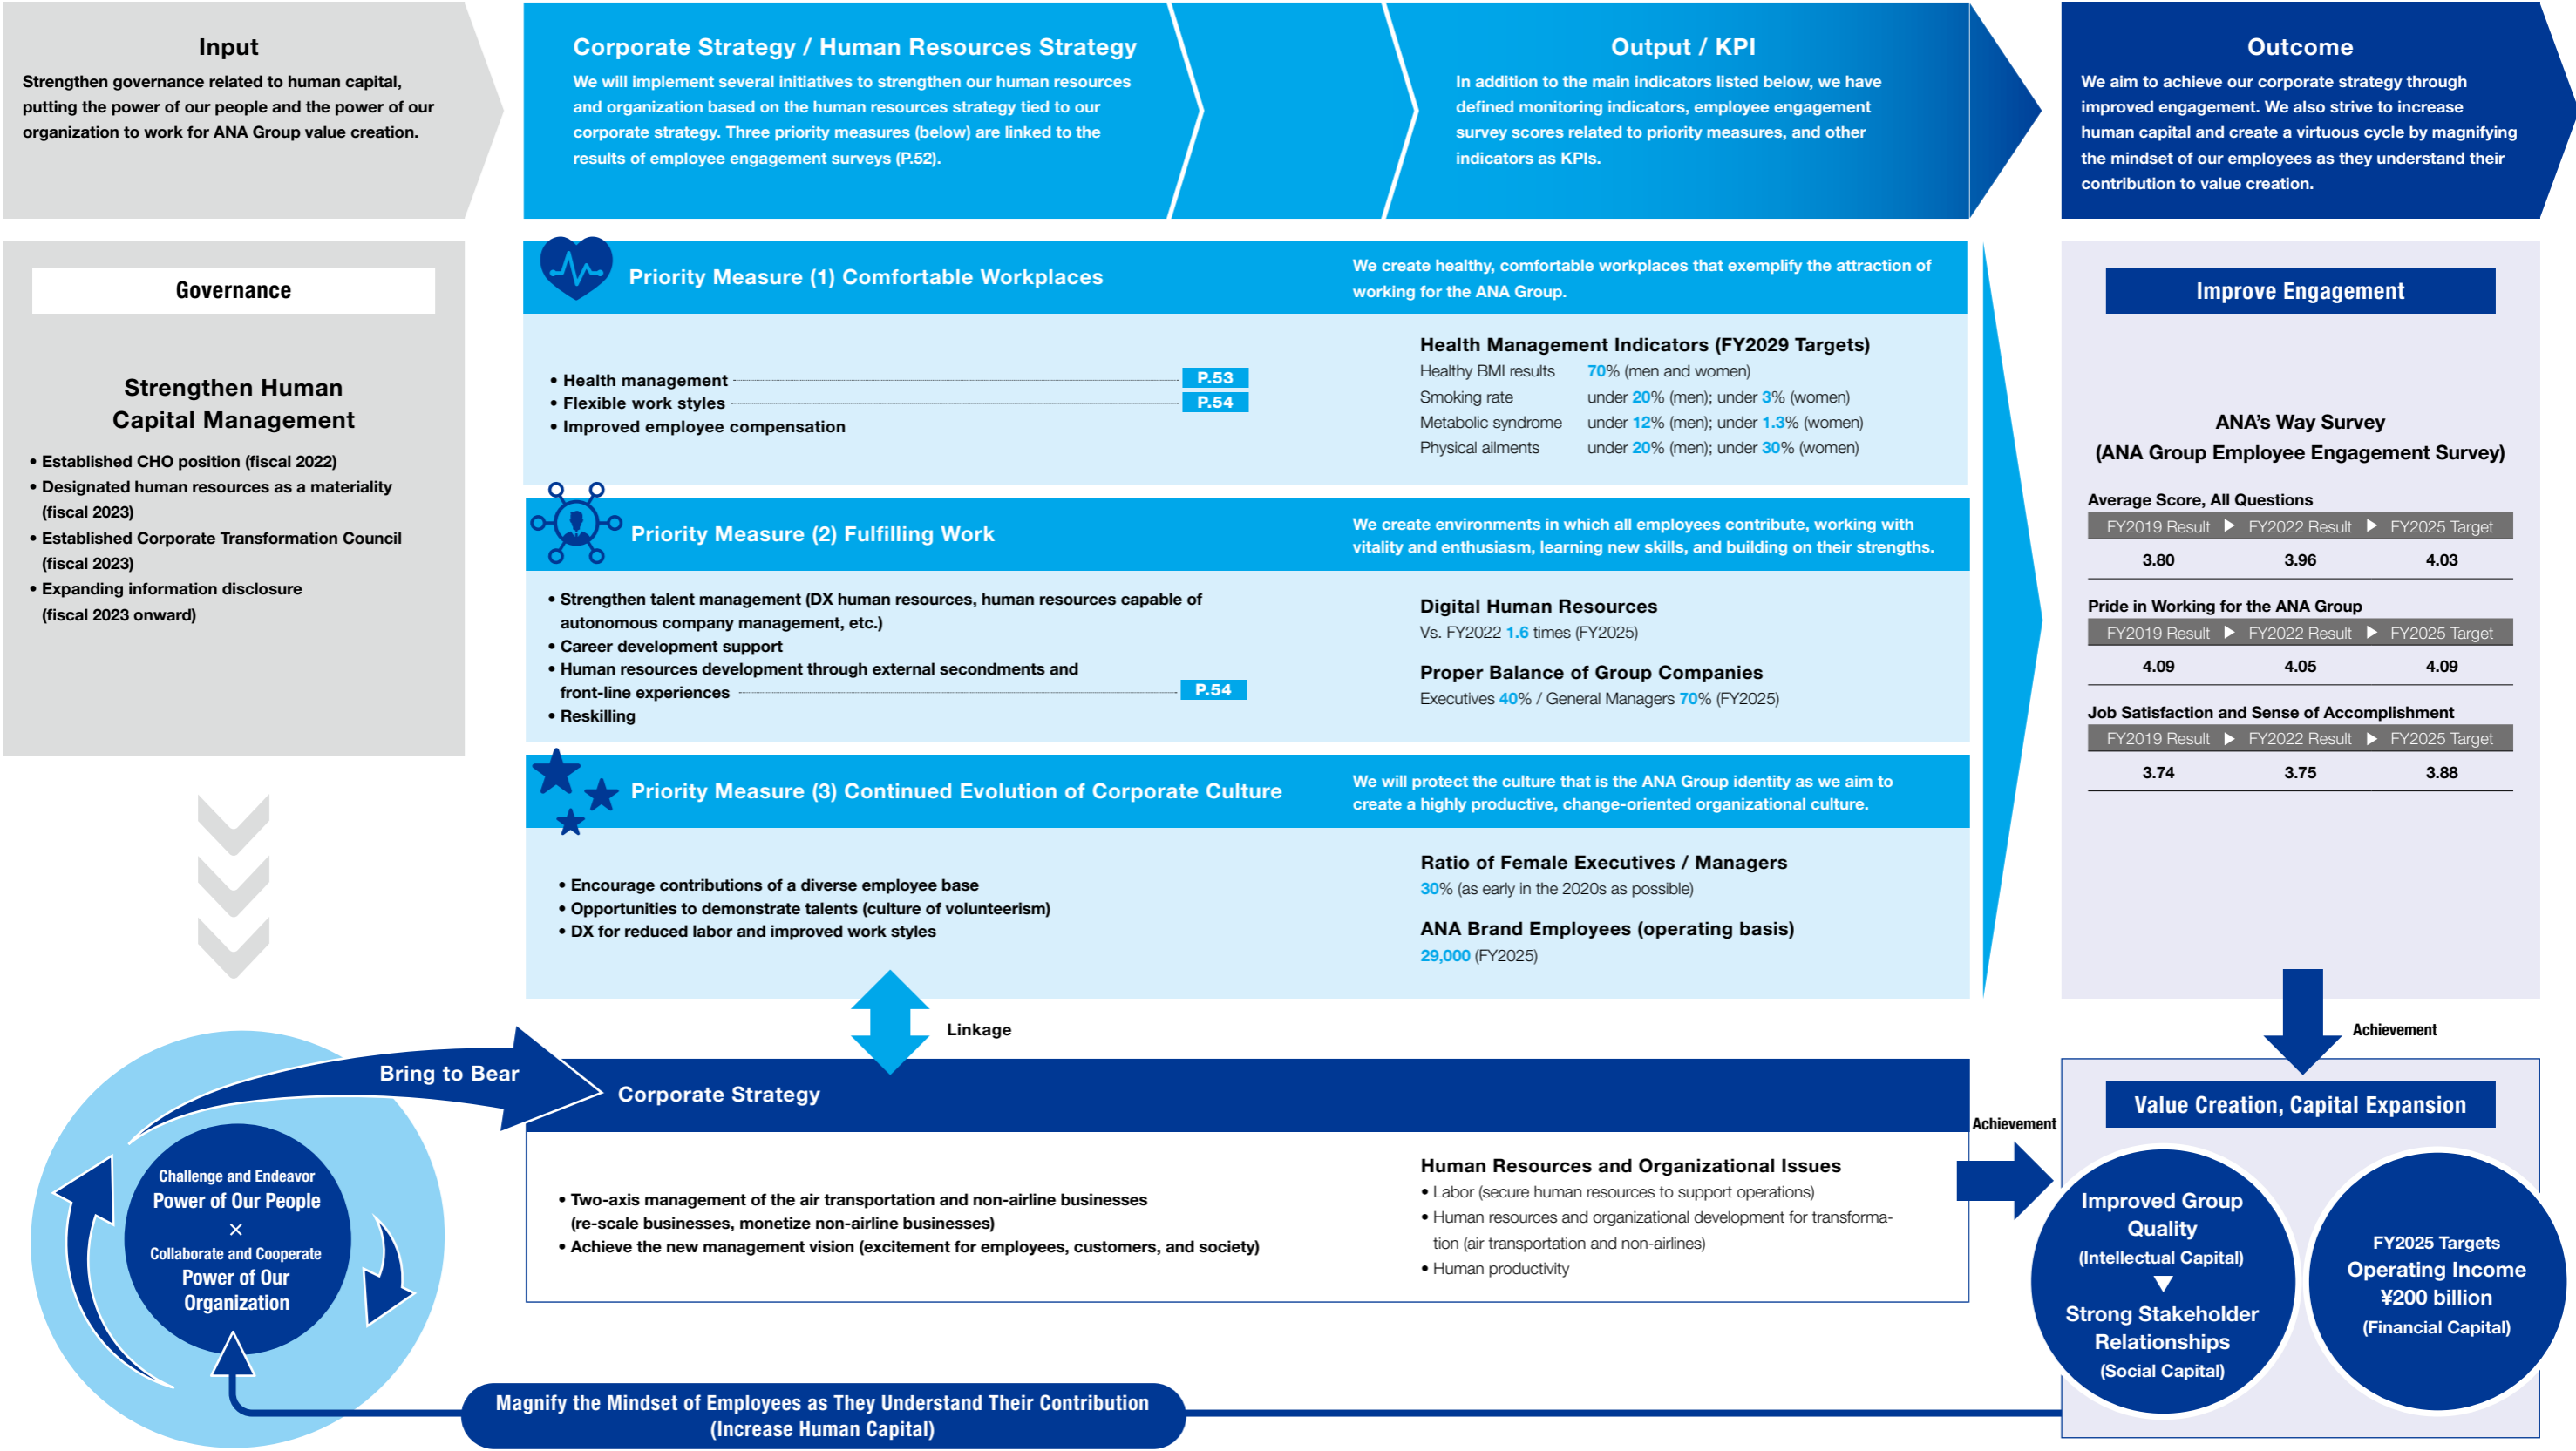 Input
Strengthen governance related to human capital,
putting the power of our people and the power of our
organization to work for ANA Group value creation.
Corporate Strategy / Human Resources Strategy
We will implement several initiatives to strengthen our human resources
and organization based on the human resources strategy tied to our
corporate strategy. Three priority measures (below) are linked to the
results of employee engagement surveys (P.52).
Output / KPI
In addition to the main indicators listed below, we have
defined monitoring indicators, employee engagement
survey scores related to priority measures, and other
indicators as KPIs.
Outcome
We aim to achieve our corporate strategy through
improved engagement. We also strive to increase
human capital and create a virtuous cycle by magnifying
the mindset of our employees as they understand their
contribution to value creation.
Governance
Strengthen Human
Capital Management
• Established CHO position (fiscal 2022)
• Designated human resources as a materiality
(fiscal 2023)
• Established Corporate Transformation Council
(fiscal 2023)
• Expanding information disclosure
(fiscal 2023 onward)
Priority Measure (1) Comfortable Workplaces
We create healthy, comfortable workplaces that exemplify the attraction of
working for the ANA Group.
• Health management P.53
• Flexible work styles P.54
• Improved employee compensation
Health Management Indicators (FY2029 Targets)
Healthy BMI results 70% (men and women)
Smoking rate under 20% (men); under 3% (women)
Metabolic syndrome under 12% (men); under 1.3% (women)
Physical ailments under 20% (men); under 30% (women)
Priority Measure (2) Fulfilling Work
We create environments in which all employees contribute, working with
vitality and enthusiasm, learning new skills, and building on their strengths.
• Strengthen talent management (DX human resources, human resources capable of
autonomous company management, etc.)
• Career development support
• Human resources development through external secondments and
front-line experiences P.54
• Reskilling
Digital Human Resources
Vs. FY2022 1.6 times (FY2025)
Proper Balance of Group Companies
Executives 40% / General Managers 70% (FY2025)
Priority Measure (3) Continued Evolution of Corporate Culture
We will protect the culture that is the ANA Group identity as we aim to
create a highly productive, change-oriented organizational culture.
• Encourage contributions of a diverse employee base
• Opportunities to demonstrate talents (culture of volunteerism)
• DX for reduced labor and improved work styles
Ratio of Female Executives / Managers
30% (as early in the 2020s as possible)
ANA Brand Employees (operating basis)
29,000 (FY2025)
Improve Engagement
ANA's Way Survey
(ANA Group Employee Engagement Survey)
Average Score, All Questions
FY2019 Result ▶ FY2022 Result ▶ FY2025 Target
3.80 3.96 4.03
Pride in Working for the ANA Group
FY2019 Result ▶ FY2022 Result ▶ FY2025 Target
4.09 4.05 4.09
Job Satisfaction and Sense of Accomplishment
FY2019 Result ▶ FY2022 Result ▶ FY2025 Target
3.74 3.75 3.88
Linkage
Achievement
Bring to Bear
Challenge and Endeavor
Power of Our People
×
Collaborate and Cooperate
Power of Our
Organization
Corporate Strategy
• Two-axis management of the air transportation and non-airline businesses
(re-scale businesses, monetize non-airline businesses)
• Achieve the new management vision (excitement for employees, customers, and society)
Human Resources and Organizational Issues
• Labor (secure human resources to support operations)
• Human resources and organizational development for transforma-
tion (air transportation and non-airlines)
• Human productivity
Achievement
Value Creation, Capital Expansion
Improved Group
Quality
(Intellectual Capital)
▼
Strong Stakeholder
Relationships
(Social Capital)
FY2025 Targets
Operating Income
¥200 billion
(Financial Capital)
Magnify the Mindset of Employees as They Understand Their Contribution
(Increase Human Capital)